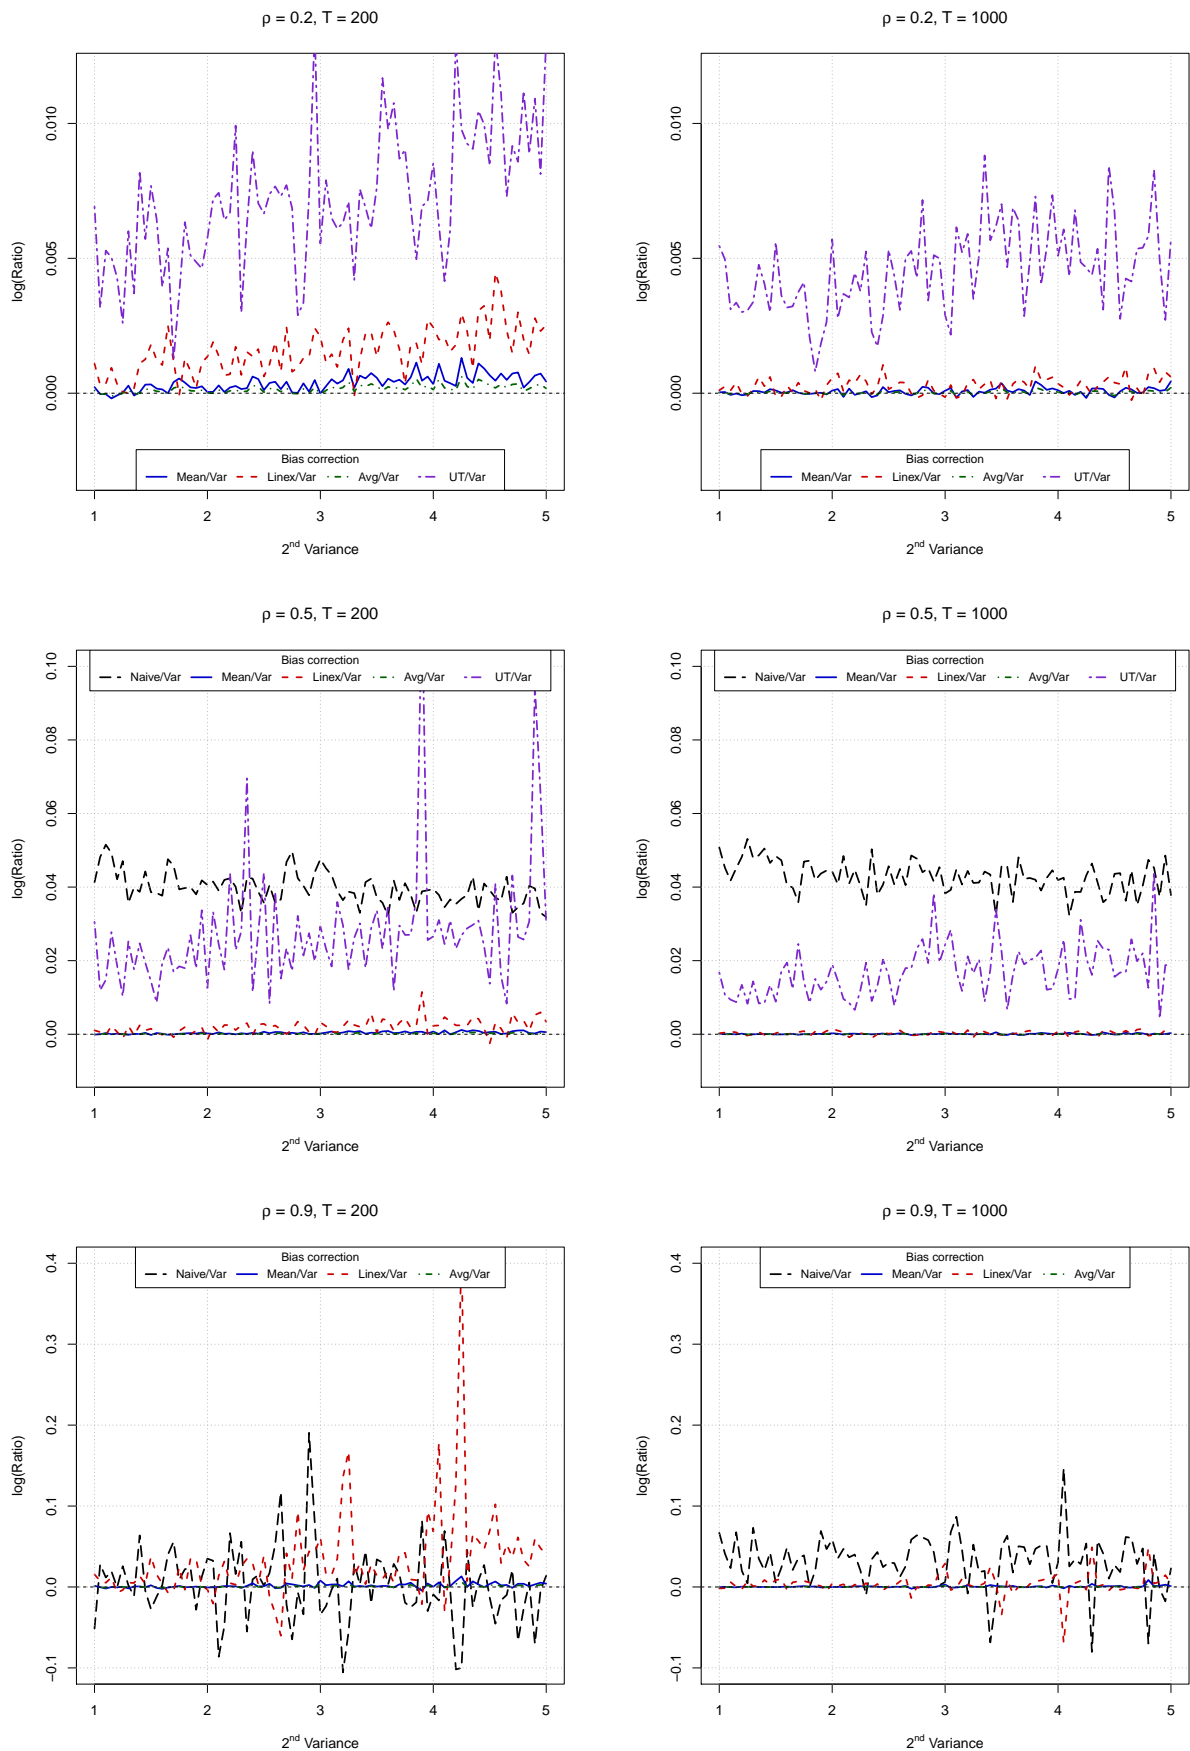 ρ = 0.2, T = 200
log(Ratio)
0.010
0.005
0.000
Bias correction
Mean/Var Linex/Var Avg/Var UT/Var
1 2 3 4 5
2nd Variance
ρ = 0.2, T = 1000
log(Ratio)
0.010
0.005
0.000
Bias correction
Mean/Var Linex/Var Avg/Var UT/Var
1 2 3 4 5
2nd Variance
ρ = 0.5, T = 200
log(Ratio)
0.10
0.08
0.06
0.04
0.02
0.00
Bias correction
Naive/Var Mean/Var Linex/Var Avg/Var UT/Var
1 2 3 4 5
2nd Variance
ρ = 0.5, T = 1000
log(Ratio)
0.10
0.08
0.06
0.04
0.02
0.00
Bias correction
Naive/Var Mean/Var Linex/Var Avg/Var UT/Var
1 2 3 4 5
2nd Variance
ρ = 0.9, T = 200
log(Ratio)
0.4
0.3
0.2
0.1
0.0
−0.1
Bias correction
Naive/Var Mean/Var Linex/Var Avg/Var
1 2 3 4 5
2nd Variance
ρ = 0.9, T = 1000
log(Ratio)
0.4
0.3
0.2
0.1
0.0
−0.1
Bias correction
Naive/Var Mean/Var Linex/Var Avg/Var
1 2 3 4 5
2nd Variance